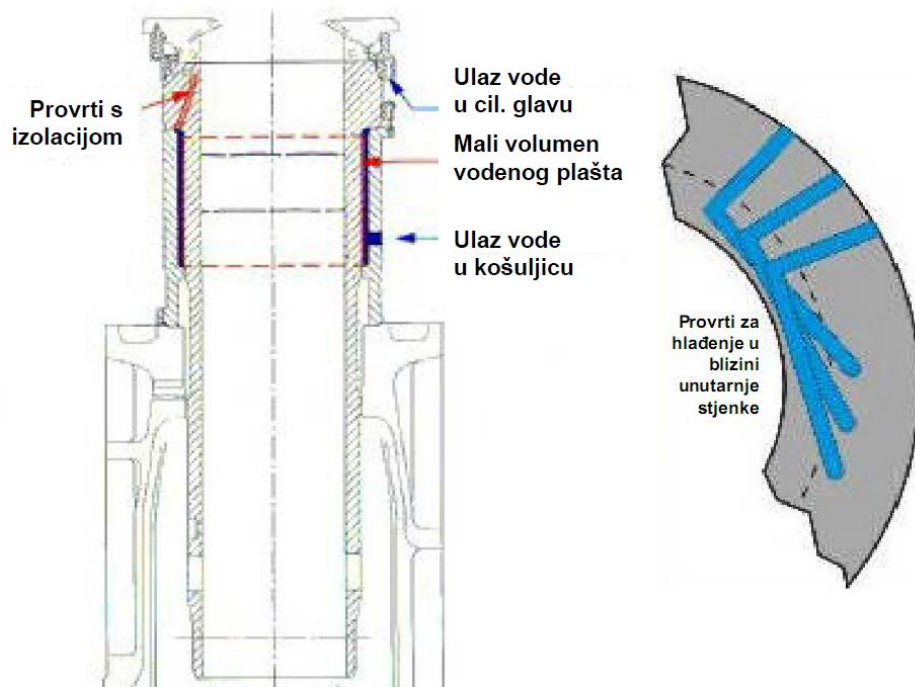 Provrti s
izolacijom
Ulaz vode
u cil. glavu
Mali volumen
vodenog plašta
Ulaz vode
u košuljicu
Provrti za
hlađenje u
blizini
unutarnje
stjenke